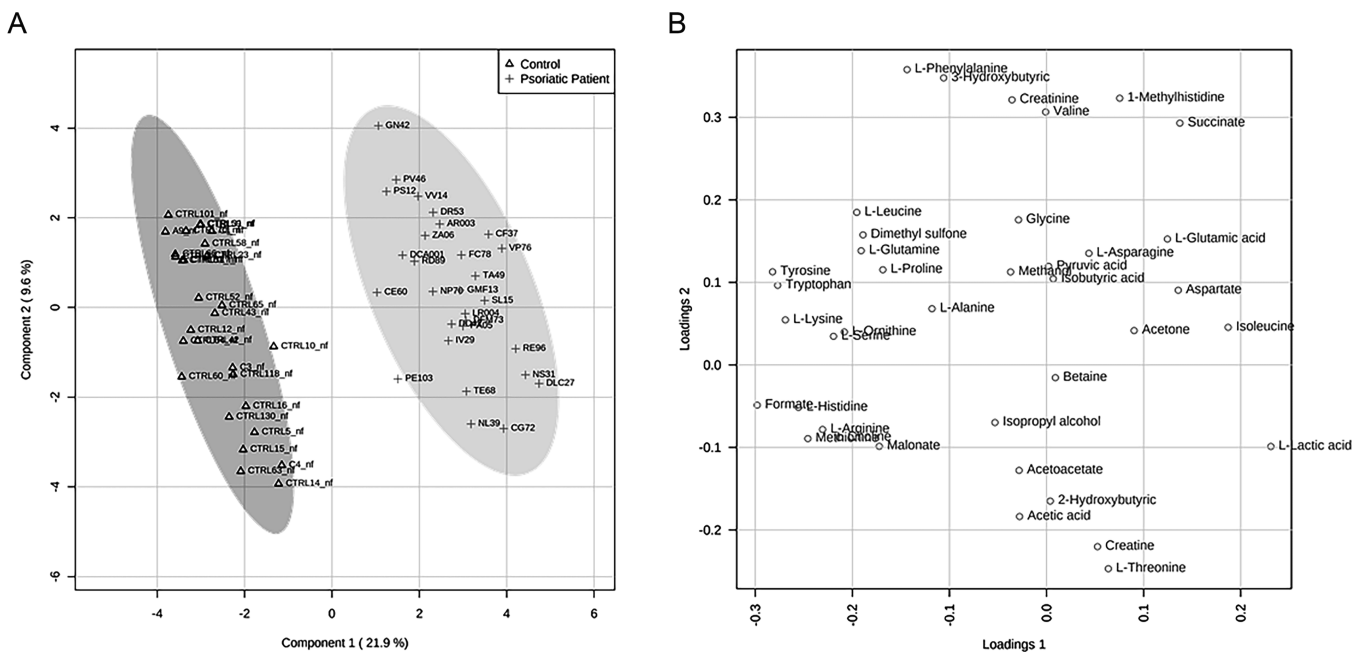 A
B
Control
Psoriatic Patient
Component 2 ( 9.6 %)
4
2
0
-2
-4
-6
-4
-2
0
2
4
6
Component 1 ( 21.9 %)
GN42
PV46
PS12
VV14
DR53
AR003
CF37
ZA06
VP76
DCA001
FC78
RD89
TA49
CE60
NP70
GMF13
SL15
LR004
IV29
RE96
PE103
NS31
DLC27
TE68
NL39
CG72
CTRL101_nf
CTRL58_nf
CTRL52_nf
CTRL65_nf
CTRL43_nf
CTRL12_nf
CTRL10_nf
C3_nf
CTRL118_nf
CTRL60_nf
CTRL16_nf
CTRL130_nf
CTRL5_nf
CTRL15_nf
C4_nf
CTRL63_nf
CTRL14_nf
Loadings 2
0.3
0.2
0.1
0.0
-0.1
-0.2
-0.3
-0.2
-0.1
0.0
0.1
0.2
Loadings 1
L-Phenylalanine
3-Hydroxybutyric
Creatinine
1-Methylhistidine
Valine
Succinate
L-Leucine
Glycine
Dimethyl sulfone
L-Glutamic acid
L-Glutamine
L-Asparagine
L-Proline
Pyruvic acid
Tyrosine
Methanol
Isobutyric acid
Tryptophan
Aspartate
L-Alanine
L-Lysine
L-Ornithine
L-Serine
Acetone
Isoleucine
Betaine
Formate
L-Histidine
Isopropyl alcohol
L-Arginine
Malonate
L-Lactic acid
Acetoacetate
2-Hydroxybutyric
Acetic acid
Creatine
L-Threonine